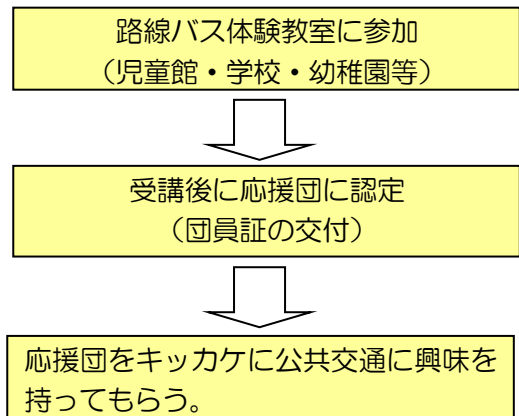 路線バス体験教室に参加
（児童館・学校・幼稚園等）
受講後に応援団に認定
（団員証の交付）
応援団をキッカケに公共交通に興味を
持ってもらう。